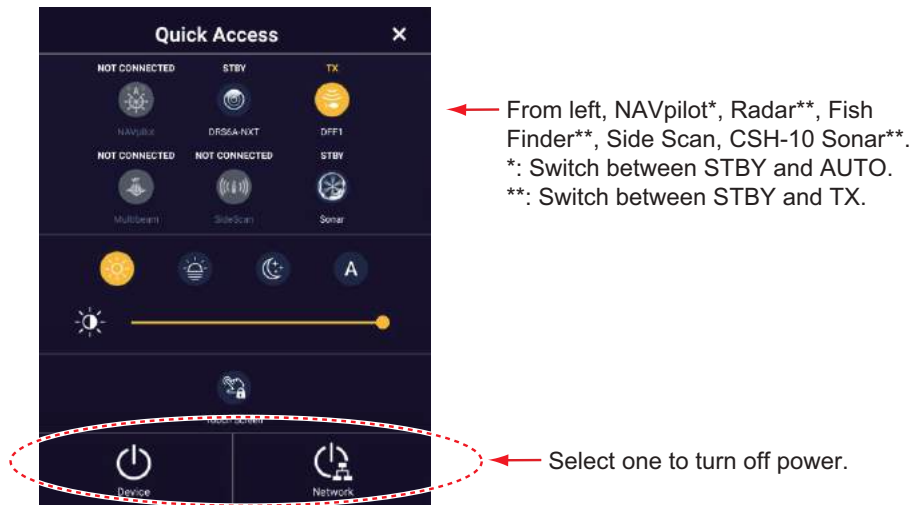 Quick Access ×
NOT CONNECTED STBY TX
NAVpilot DRS6A-NXT DFF1
NOT CONNECTED NOT CONNECTED STBY
Multibeam SideScan Sonar
A
Touch Screen
Device Network
From left, NAVpilot*, Radar**, Fish
Finder**, Side Scan, CSH-10 Sonar**.
*: Switch between STBY and AUTO.
**: Switch between STBY and TX.
Select one to turn off power.